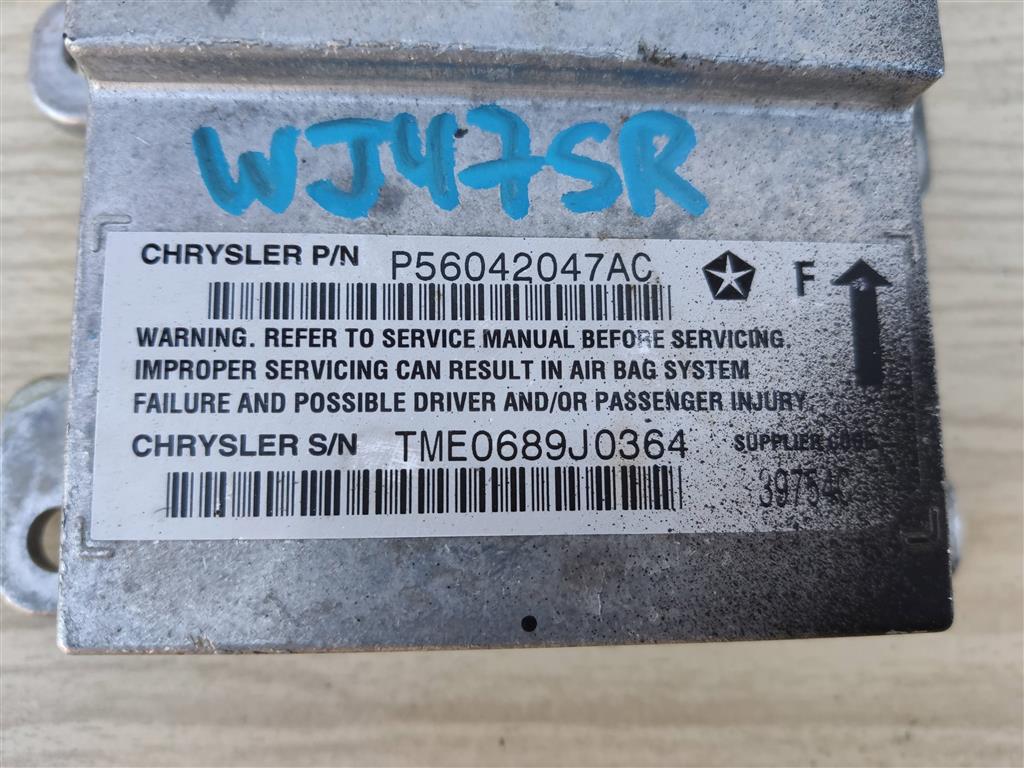 WJ47SR
CHRYSLER P/N P56042047AC F
WARNING. REFER TO SERVICE MANUAL BEFORE SERVICING.
IMPROPER SERVICING CAN RESULT IN AIR BAG SYSTEM
FAILURE AND POSSIBLE DRIVER AND/OR PASSENGER INJURY.
CHRYSLER S/N TME0689J0364 SUPPLIER CODE